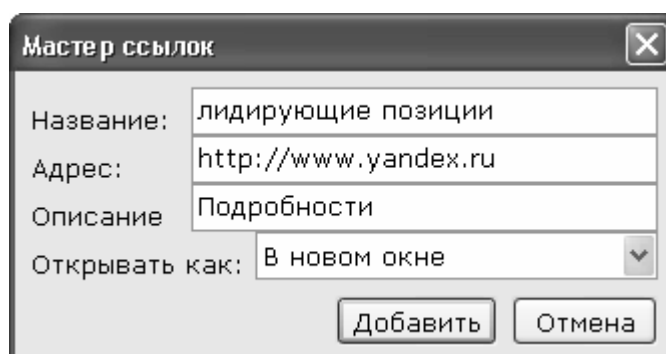 Мастер ссылок
Название: лидирующие позиции
Адрес: http://www.yandex.ru
Описание Подробности
Открывать как: В новом окне
Добавить Отмена